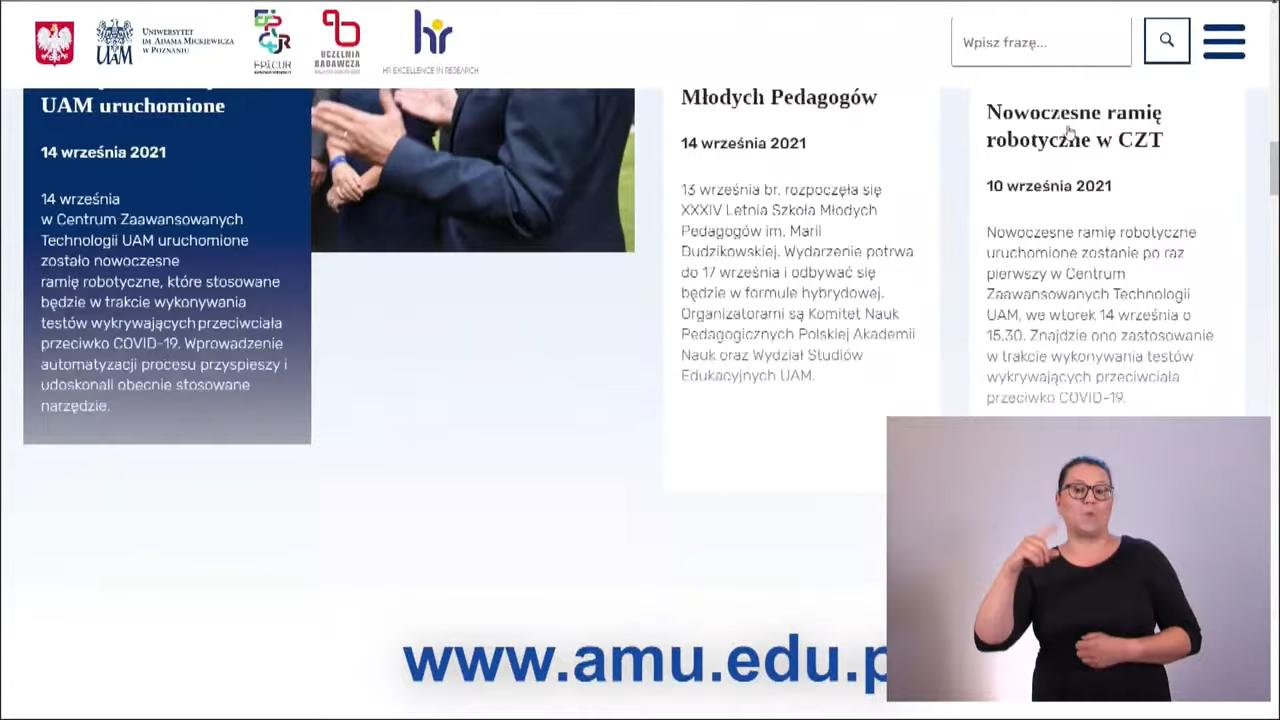 UNIWERSYTET
IM. ADAMA MICKIEWICZA
W POZNANIU
UAM
EPICUR
UCZELNIA
BADAWCZA
HR EXCELLENCE IN RESEARCH
hr
Wpisz frazę...
UAM uruchomione
14 września 2021
14 września
w Centrum Zaawansowanych
Technologii UAM uruchomione
zostało nowoczesne
ramię robotyczne, które stosowane
będzie w trakcie wykonywania
testów wykrywających przeciwciała
przeciwko COVID-19. Wprowadzenie
automatyzacji procesu przyspieszy i
udoskonali obecnie stosowane
narzędzie.
Młodych Pedagogów
14 września 2021
13 września br. rozpoczęła się
XXXIV Letnia Szkoła Młodych
Pedagogów im. Marii
Dudzikowskiej. Wydarzenie potrwa
do 17 września i odbywać się
będzie w formule hybrydowej.
Organizatorami są Komitet Nauk
Pedagogicznych Polskiej Akademii
Nauk oraz Wydział Studiów
Edukacyjnych UAM.
Nowoczesne ramię
robotyczne w CZT
10 września 2021
Nowoczesne ramię robotyczne
uruchomione zostanie po raz
pierwszy w Centrum
Zaawansowanych Technologii
UAM, we wtorek 14 września o
15.30. Znajdzie ono zastosowanie
w trakcie wykonywania testów
wykrywających przeciwciała
przeciwko COVID-19.
www.amu.edu.p